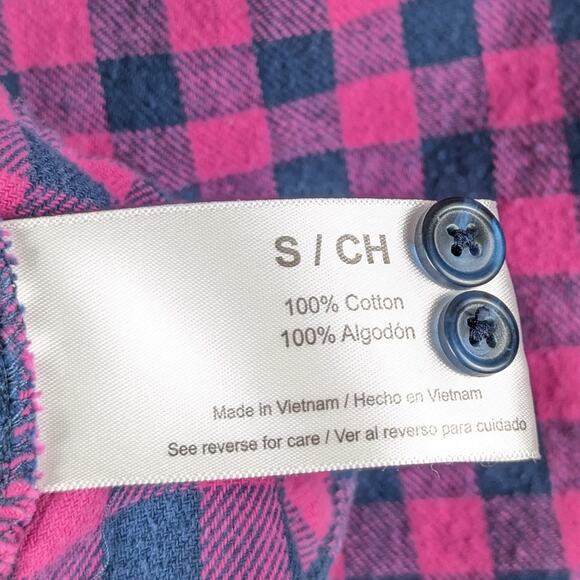 S / CH
100% Cotton
100% Algodón
Made in Vietnam / Hecho en Vietnam
See reverse for care / Ver al reverso para cuidado